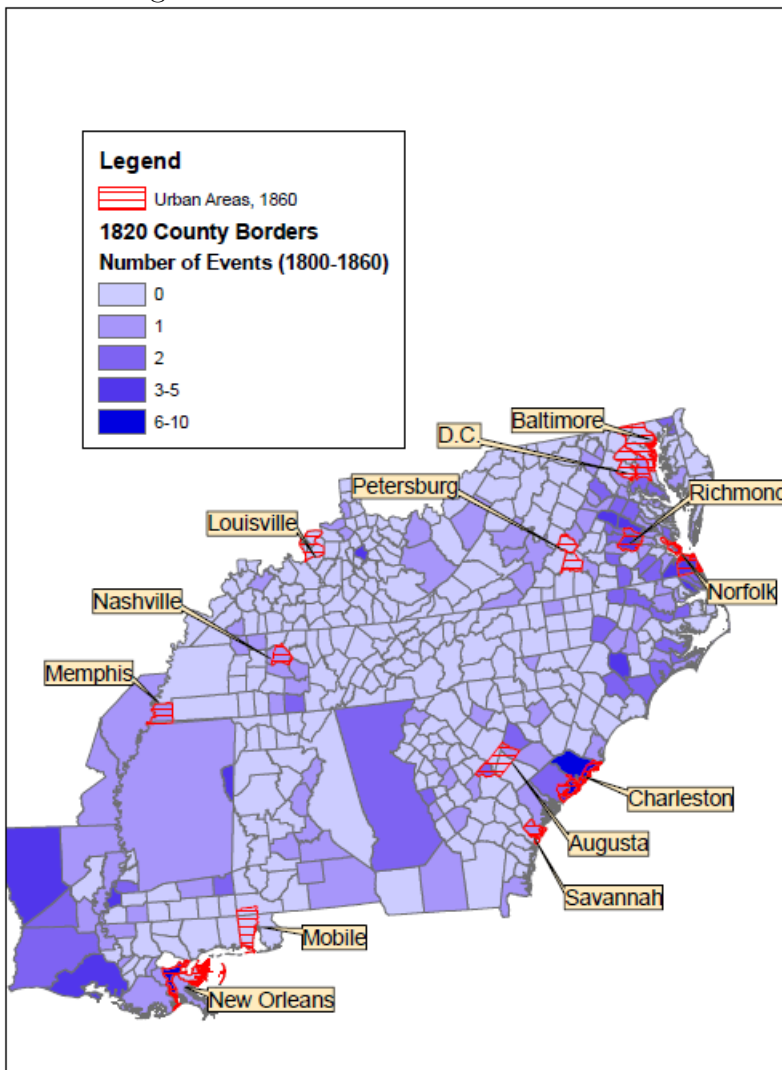 Legend
Urban Areas, 1860
1820 County Borders
Number of Events (1800-1860)
0
1
2
3-5
6-10
Baltimore
D.C.
Petersburg
Richmond
Louisville
Norfolk
Nashville
Memphis
Charleston
Augusta
Savannah
Mobile
New Orleans